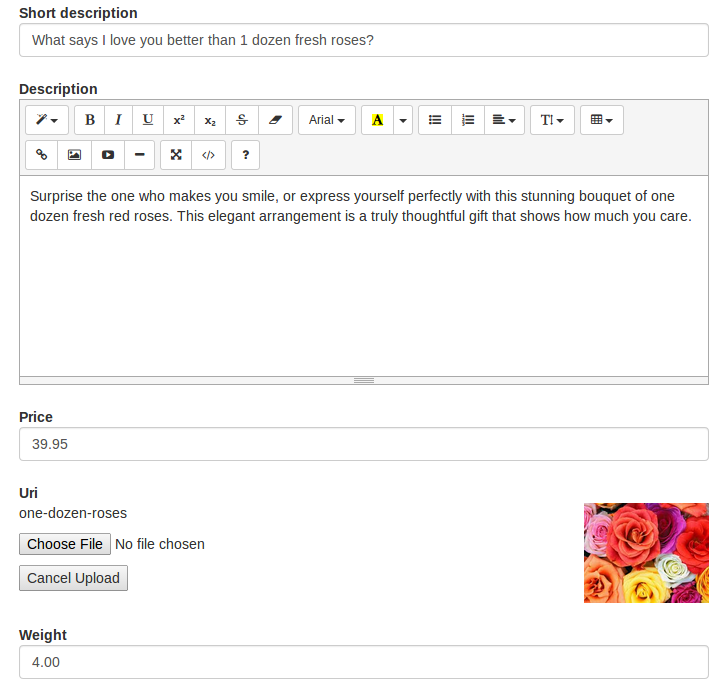 Short description
What says I love you better than 1 dozen fresh roses?
Description
B I U x² x₂ S Arial A T!
</> ?
Surprise the one who makes you smile, or express yourself perfectly with this stunning bouquet of one
dozen fresh red roses. This elegant arrangement is a truly thoughtful gift that shows how much you care.
Price
39.95
Uri
one-dozen-roses
Choose File No file chosen
Cancel Upload
Weight
4.00